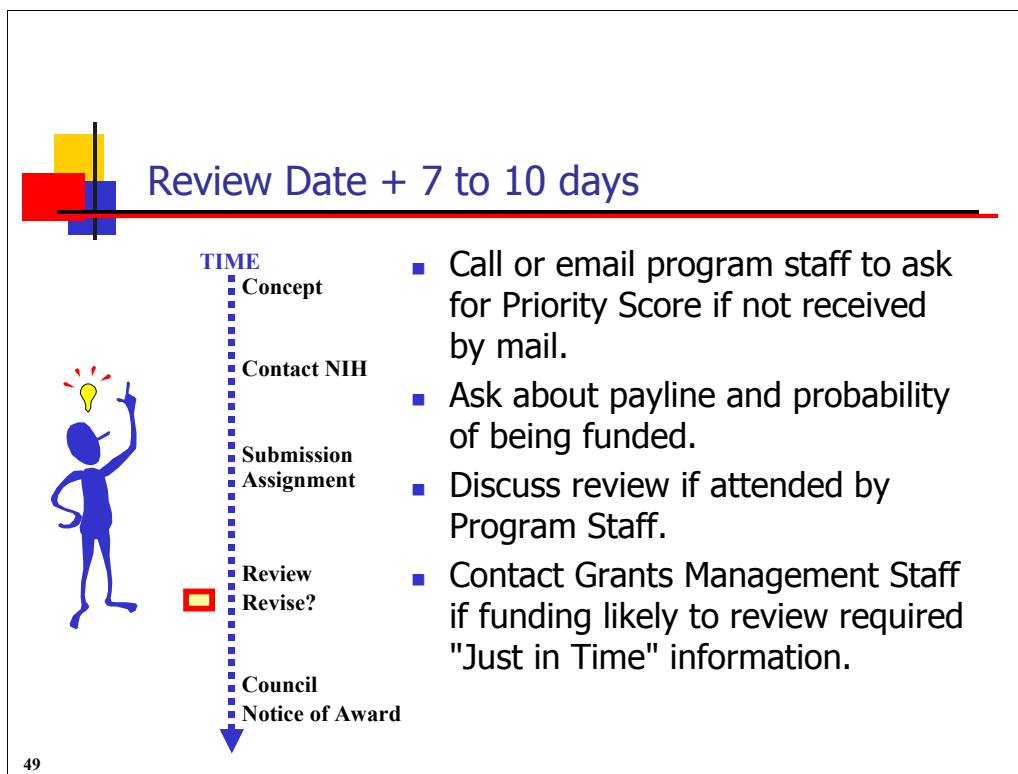 Review Date + 7 to 10 days
TIME
Concept
Contact NIH
Submission
Assignment
Review
Revise?
Council
Notice of Award
Call or email program staff to ask
for Priority Score if not received
by mail.
Ask about payline and probability
of being funded.
Discuss review if attended by
Program Staff.
Contact Grants Management Staff
if funding likely to review required
"Just in Time" information.
49